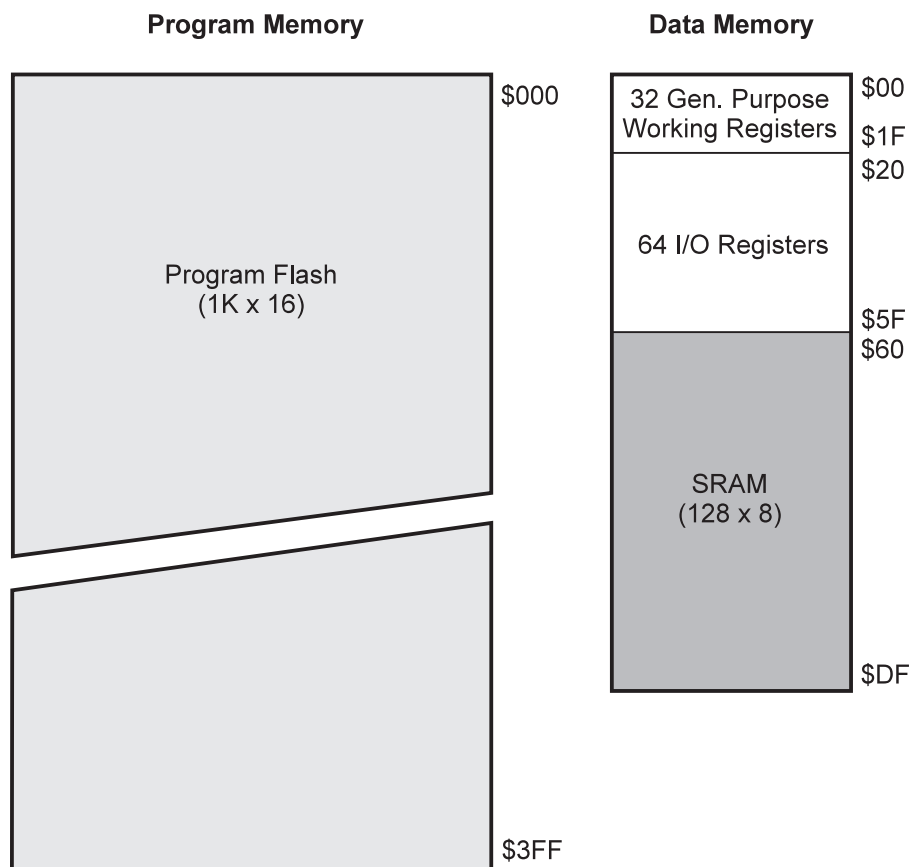 Program Memory
Data Memory
$000
Program Flash
(1K x 16)
$3FF
32 Gen. Purpose
Working Registers
$00
$1F
$20
64 I/O Registers
$5F
$60
SRAM
(128 x 8)
$DF